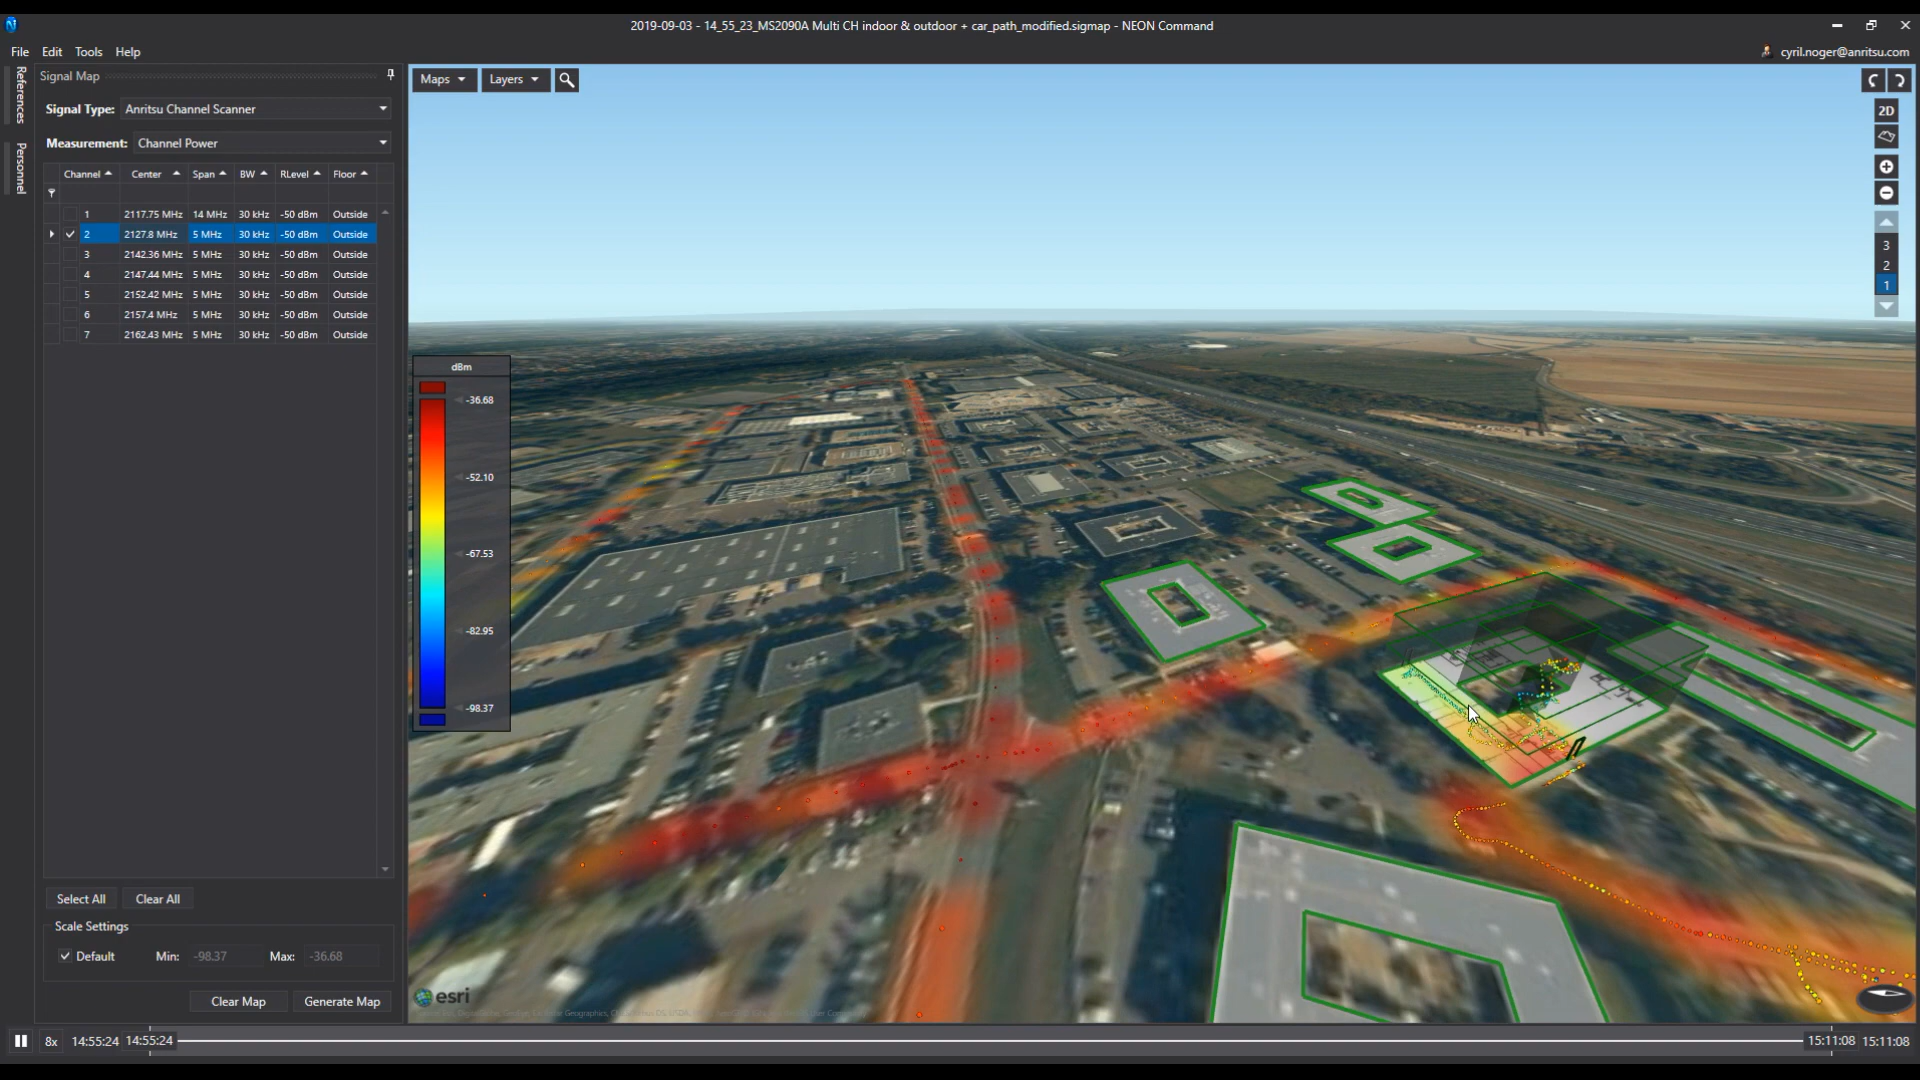 2019-09-03 - 14_55_23_MS2090A Multi CH indoor & outdoor + car_path_modified.sigmap - NEON Command
File Edit Tools Help
cyril.noger@anritsu.com
References
Personnel
Signal Map
Signal Type: Anritsu Channel Scanner
Measurement: Channel Power
Channel Center Span BW RLevel Floor
1 2117.75 MHz 14 MHz 30 kHz -50 dBm Outside
2 2127.8 MHz 5 MHz 30 kHz -50 dBm Outside
3 2142.36 MHz 5 MHz 30 kHz -50 dBm Outside
4 2147.44 MHz 5 MHz 30 kHz -50 dBm Outside
5 2152.42 MHz 5 MHz 30 kHz -50 dBm Outside
6 2157.4 MHz 5 MHz 30 kHz -50 dBm Outside
7 2162.43 MHz 5 MHz 30 kHz -50 dBm Outside
Select All Clear All
Scale Settings
Default Min: -98.37 Max: -36.68
Clear Map Generate Map
Maps Layers
2D
3
2
1
dBm
-36.68
-52.10
-67.53
-82.95
-98.37
esri
8x 14:55:24 14:55:24 15:11:08 15:11:08